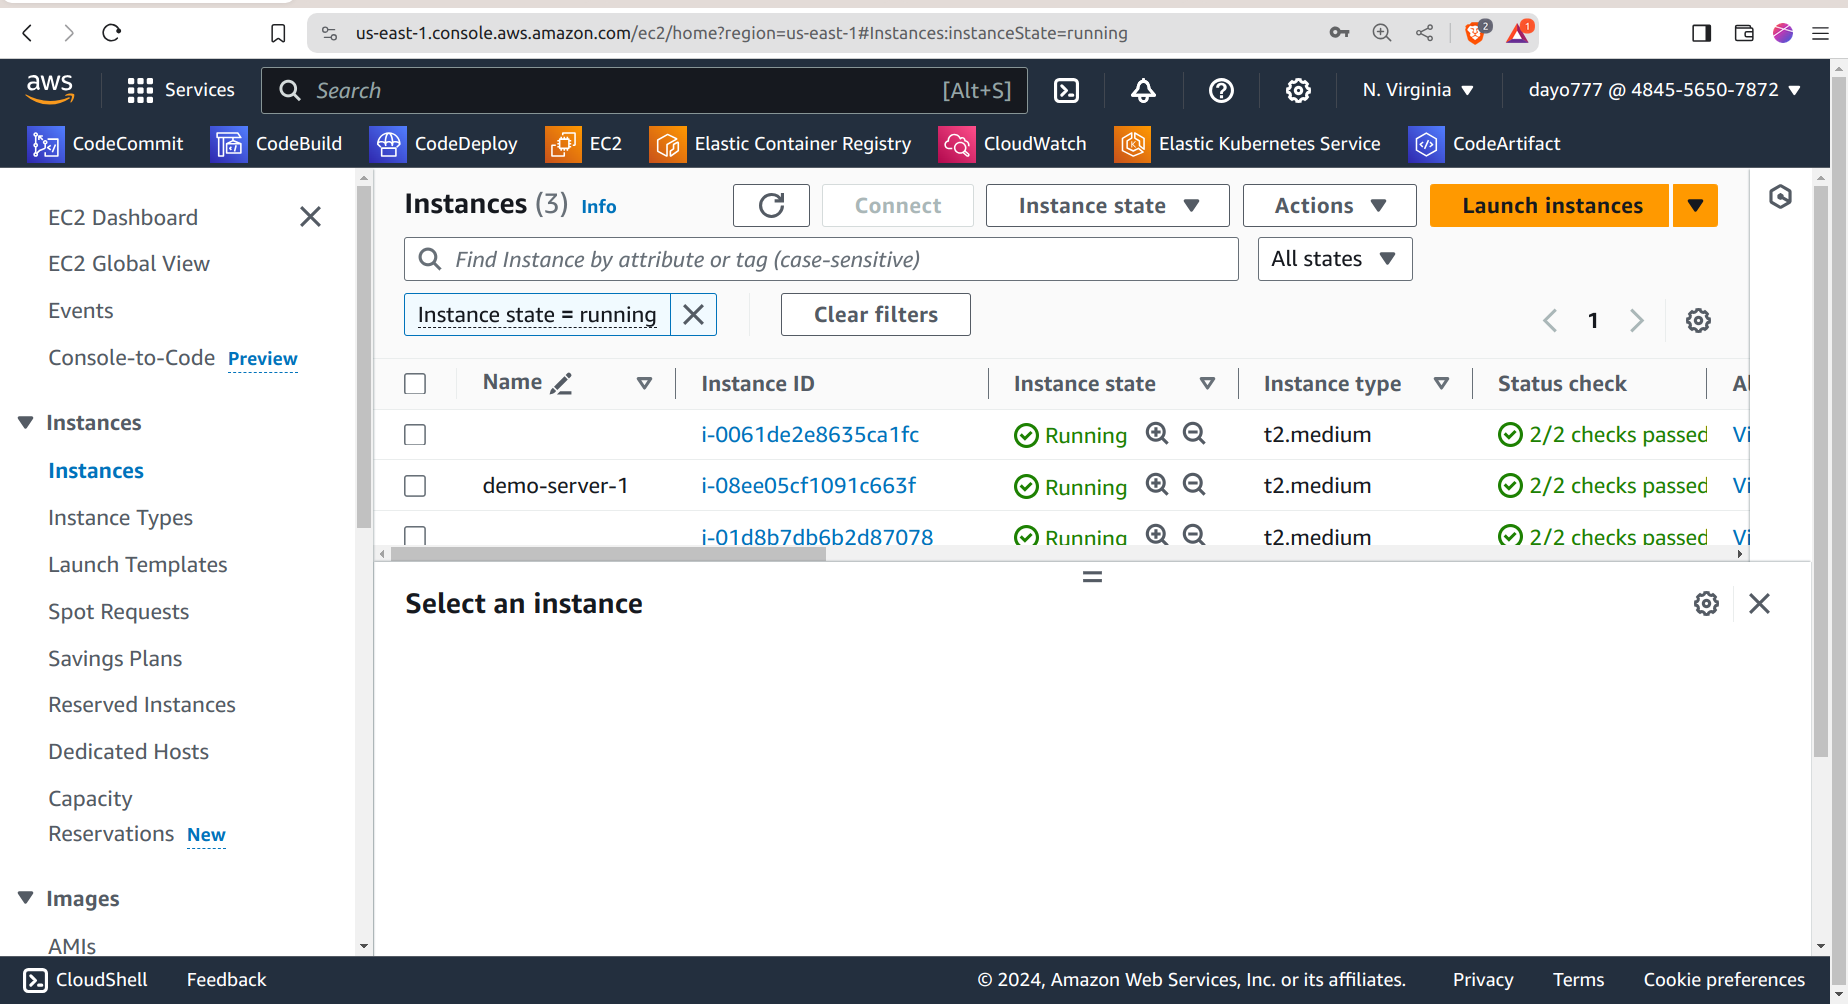 us-east-1.console.aws.amazon.com/ec2/home?region=us-east-1#Instances:instanceState=running
2
1
aws
Services
Search
[Alt+S]
N. Virginia
dayo777 @ 4845-5650-7872
CodeCommit
CodeBuild
CodeDeploy
EC2
Elastic Container Registry
CloudWatch
Elastic Kubernetes Service
CodeArtifact
EC2 Dashboard
EC2 Global View
Events
Console-to-Code Preview
Instances
Instances
Instance Types
Launch Templates
Spot Requests
Savings Plans
Reserved Instances
Dedicated Hosts
Capacity
Reservations New
Images
AMIs
Instances (3) Info
Connect
Instance state
Actions
Launch instances
Find Instance by attribute or tag (case-sensitive)
All states
Instance state = running
Clear filters
1
Name Instance ID Instance state Instance type Status check Al
i-0061de2e8635ca1fc Running t2.medium 2/2 checks passed Vi
demo-server-1 i-08ee05cf1091c663f Running t2.medium 2/2 checks passed Vi
i-01d8b7db6b2d87078 Running t2.medium 2/2 checks passed Vi
Select an instance
CloudShell Feedback © 2024, Amazon Web Services, Inc. or its affiliates. Privacy Terms Cookie preferences